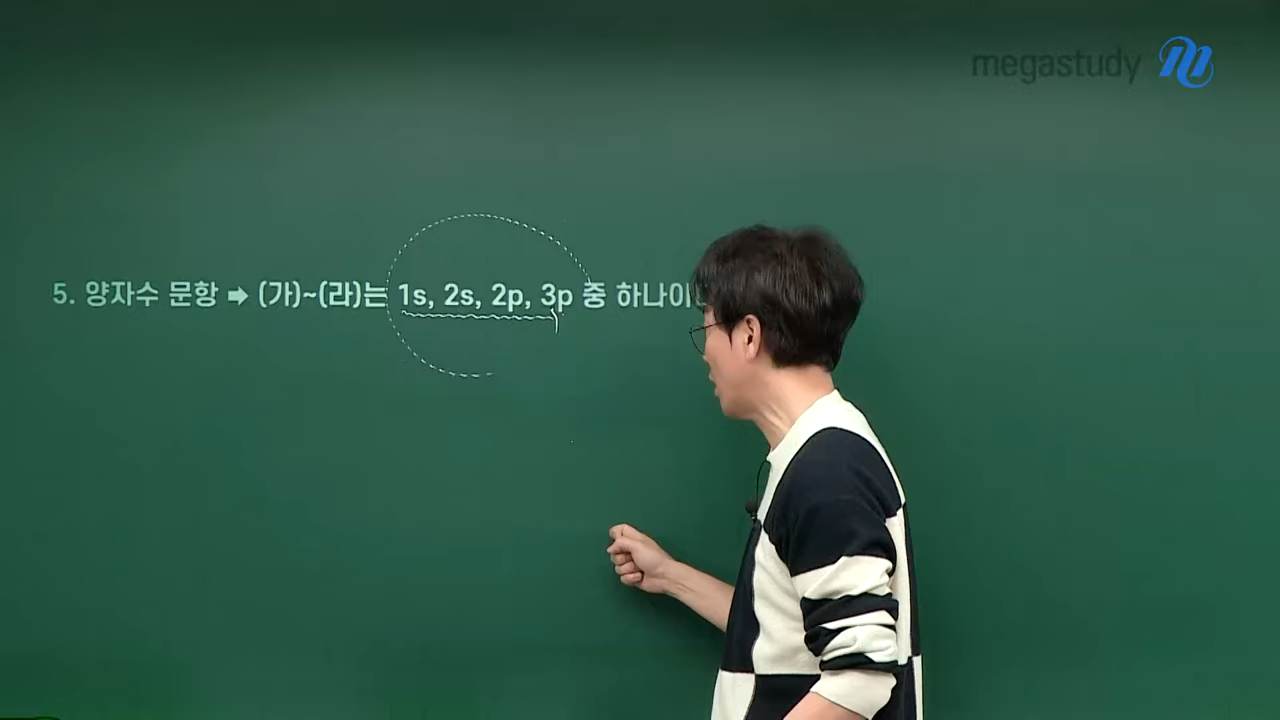 megastudy
5. 양자수 문항 ➡ (가)~(라)는 1s, 2s, 2p, 3p 중 하나이